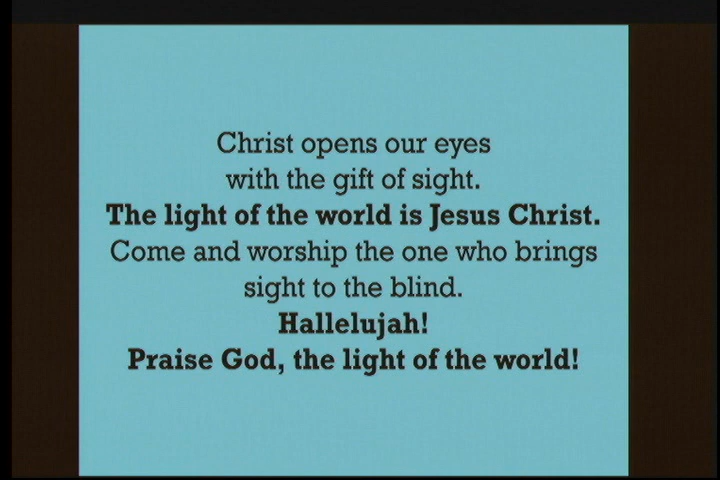 Christ opens our eyes
with the gift of sight.
The light of the world is Jesus Christ.
Come and worship the one who brings
sight to the blind.
Hallelujah!
Praise God, the light of the world!